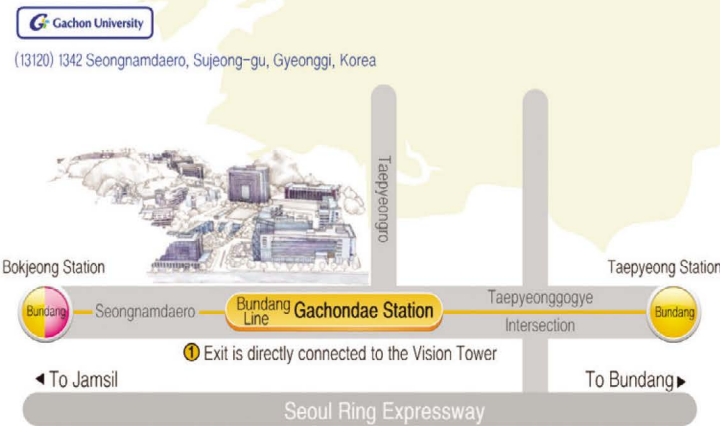 Gachon University
(13120) 1342 Seongnamdaero, Sujeong-gu, Gyeonggi, Korea
Taepyeongro
Bokjeong Station
Taepyeong Station
Bundang
Seongnamdaero
Bundang Line
Gachondae Station
Taepyeonggogye
Intersection
Bundang
① Exit is directly connected to the Vision Tower
◀ To Jamsil
To Bundang ▶
Seoul Ring Expressway